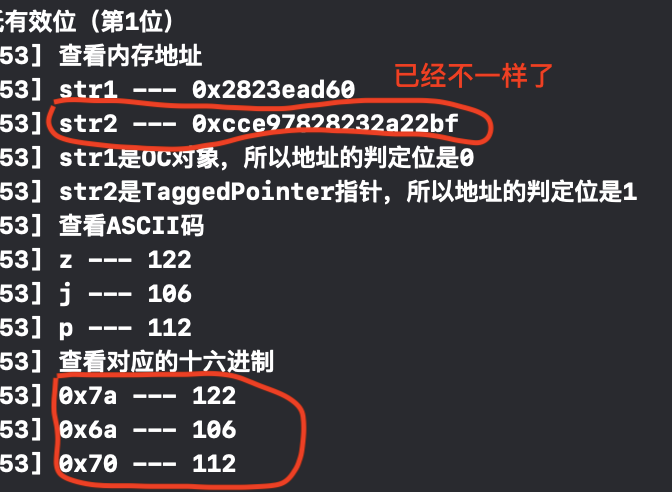 有效位（第1位）
53] 查看内存地址
53] str1 --- 0x2823ead60
已经不一样了
53] str2 --- 0xcce97828232a22bf
53] str1是OC对象，所以地址的判定位是0
53] str2是TaggedPointer指针，所以地址的判定位是1
53] 查看ASCII码
53] z --- 122
53] j --- 106
53] p --- 112
53] 查看对应的十六进制
53] 0x7a --- 122
53] 0x6a --- 106
53] 0x70 --- 112